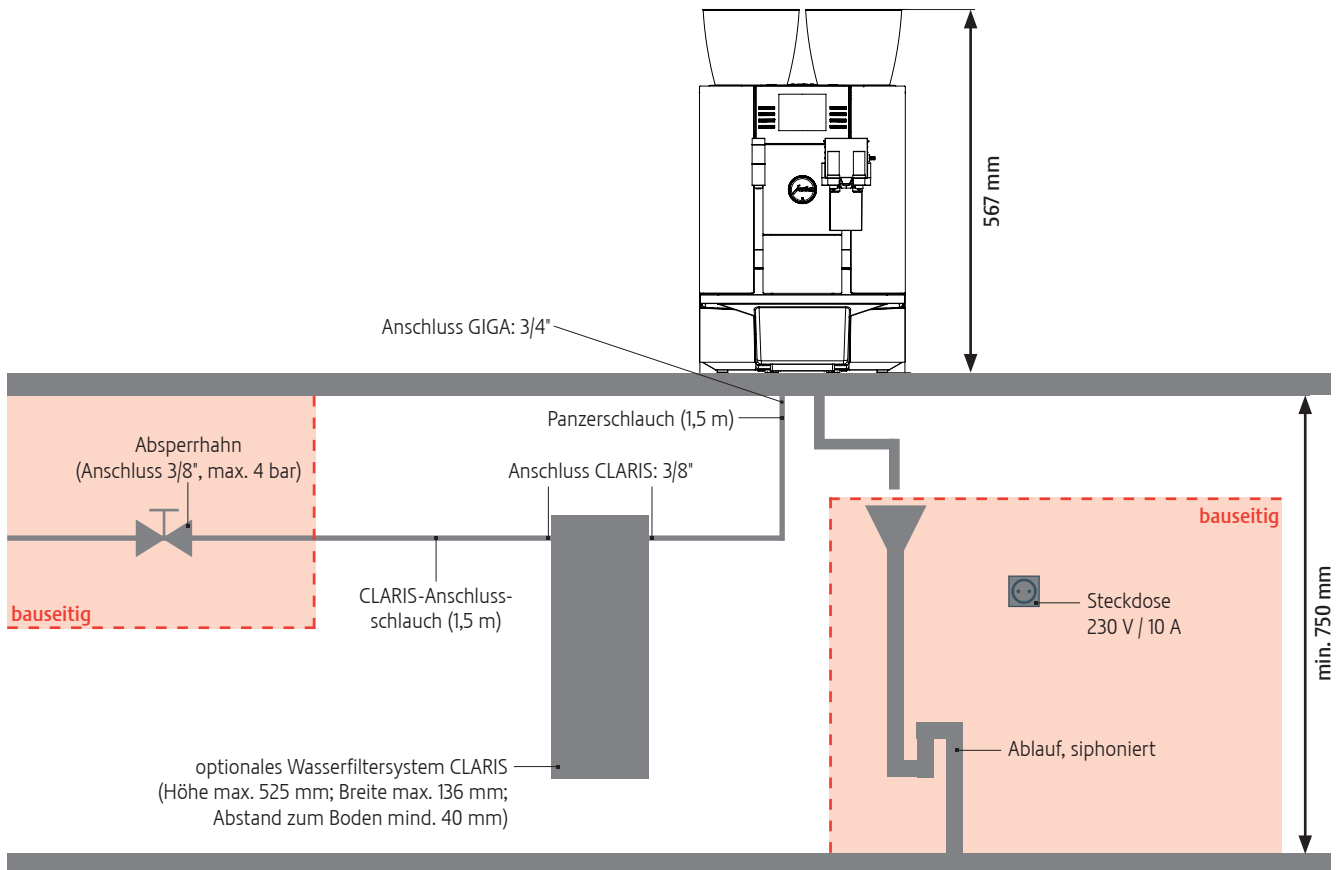 567 mm
Anschluss GIGA: 3/4"
Panzerschlauch (1,5 m)
Absperrhahn
(Anschluss 3/8", max. 4 bar)
Anschluss CLARIS: 3/8"
bauseitig
CLARIS-Anschluss-
schlauch (1,5 m)
bauseitig
Steckdose
230 V / 10 A
min. 750 mm
Ablauf, siphoniert
optionales Wasserfiltersystem CLARIS
(Höhe max. 525 mm; Breite max. 136 mm;
Abstand zum Boden mind. 40 mm)
jura